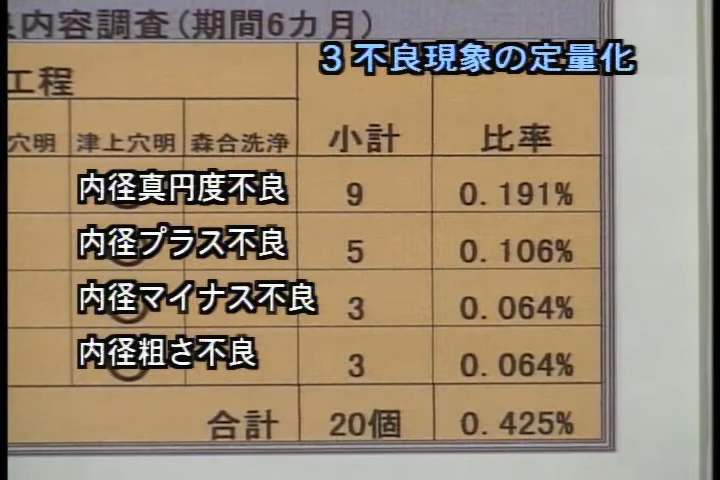 内容調査(期間6カ月)
3 不良現象の定量化
工程
穴明 津上穴明 森合洗浄 小計 比率
内径真円度不良 9 0.191%
内径プラス不良 5 0.106%
内径マイナス不良 3 0.064%
内径粗さ不良 3 0.064%
合計 20個 0.425%